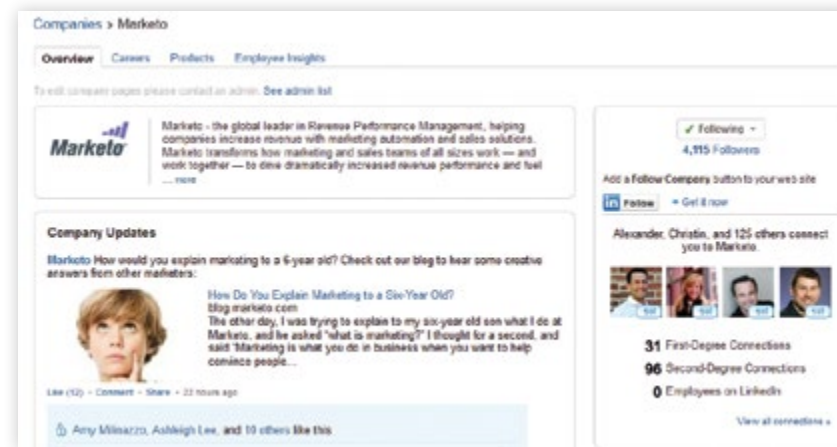 Companies > Marketo
Overview Careers Products Employee Insights
To edit company pages please contact an admin. See admin list
Marketo
Marketo - the global leader in Revenue Performance Management, helping
companies increase revenue with marketing automation and sales solutions.
Marketo transforms how marketing and sales teams of all sizes work — and
work together — to drive dramatically increased revenue performance and fuel
... more
Company Updates
Marketo How would you explain marketing to a 6-year old? Check out our blog to hear some creative
answers from other marketers:
How Do You Explain Marketing to a Six-Year Old?
blog.marketo.com
The other day, I was trying to explain to my six-year old son what I do at
Marketo, and he asked "what is marketing?" I thought for a second, and
said "Marketing is what you do in business when you want to help
convince people...
Like (12) • Comment • Share • 22 hours ago
Amy Milnazzo, Ashleigh Lee, and 10 others like this
✓ Following
4,115 Followers
Add a Follow Company button to your web site
in Follow Get it now
Alexander, Christin, and 125 others connect
you to Marketo.
1st 1st 1st 1st
31 First-Degree Connections
96 Second-Degree Connections
0 Employees on LinkedIn
View all connections »